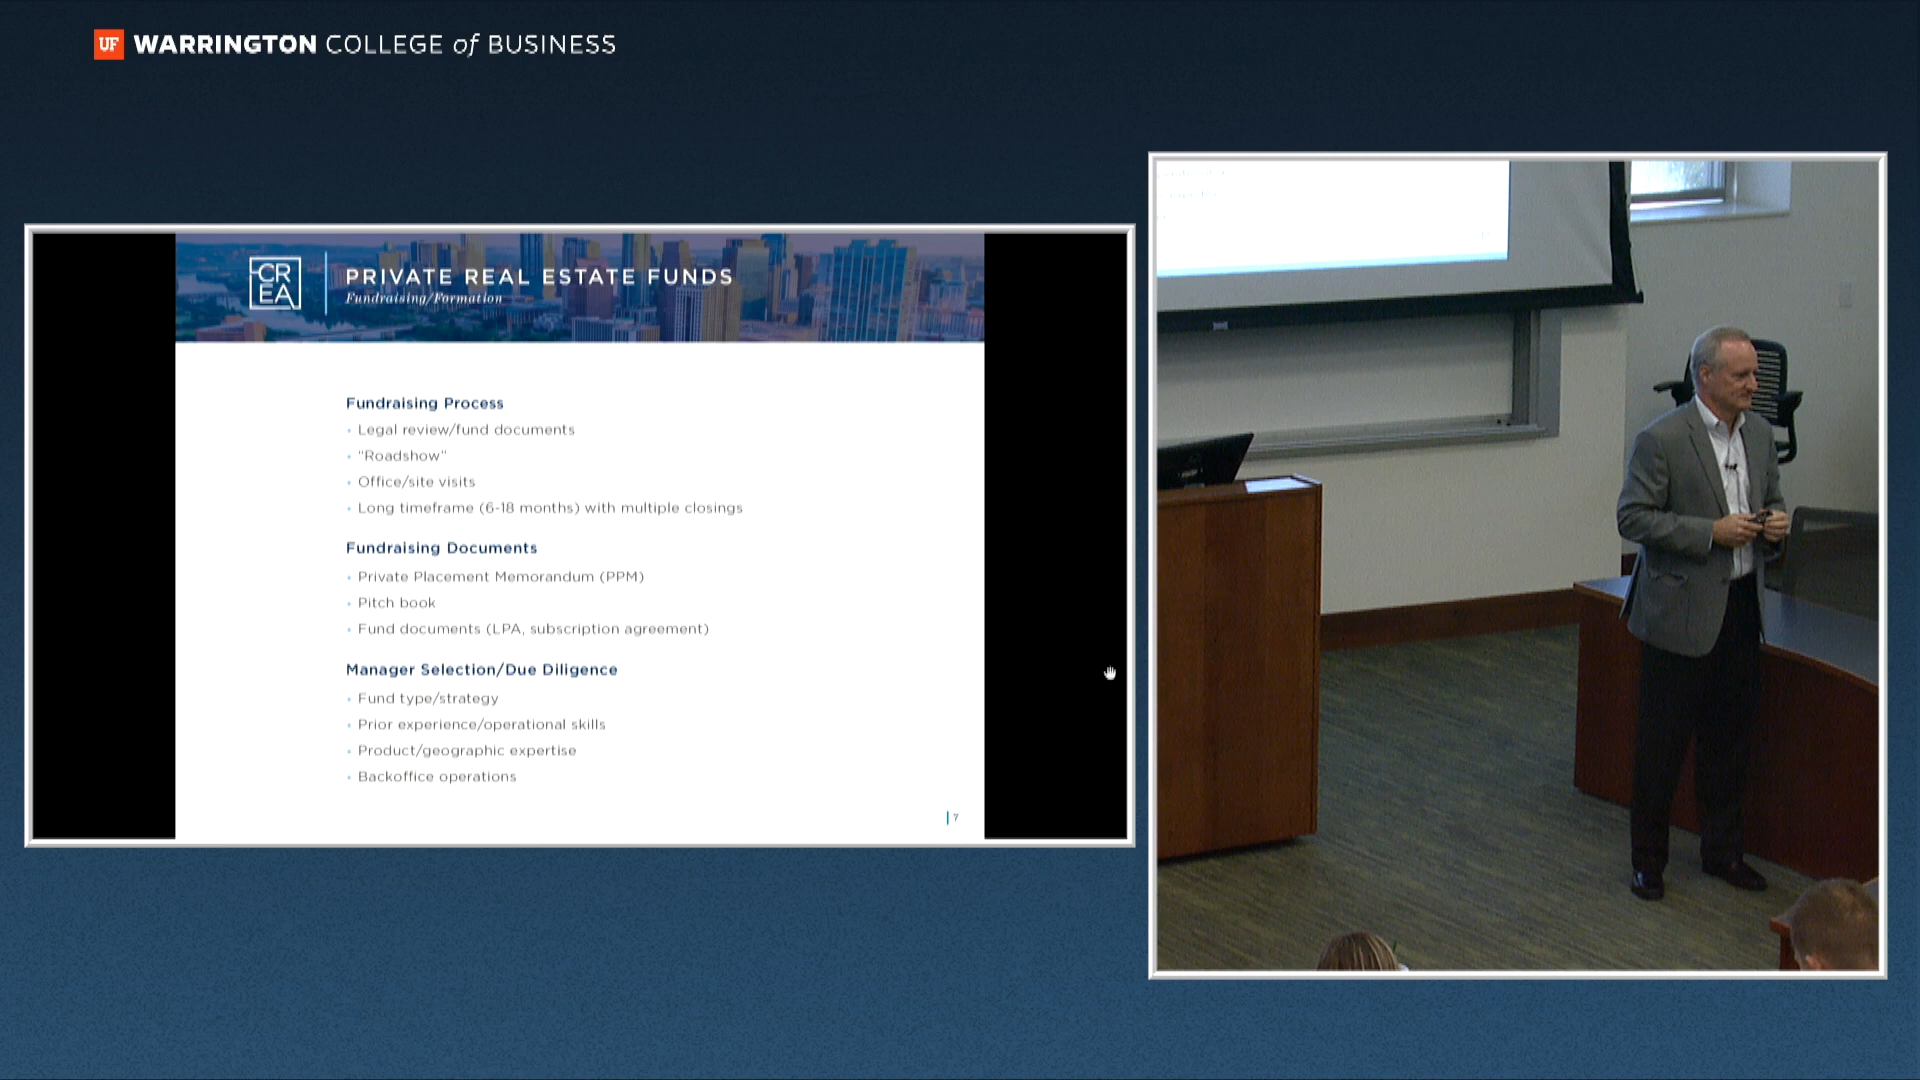 UF WARRINGTON COLLEGE of BUSINESS
CR
EA
PRIVATE REAL ESTATE FUNDS
Fundraising/Formation
Fundraising Process
• Legal review/fund documents
• "Roadshow"
• Office/site visits
• Long timeframe (6-18 months) with multiple closings
Fundraising Documents
• Private Placement Memorandum (PPM)
• Pitch book
• Fund documents (LPA, subscription agreement)
Manager Selection/Due Diligence
• Fund type/strategy
• Prior experience/operational skills
• Product/geographic expertise
• Backoffice operations
| 7